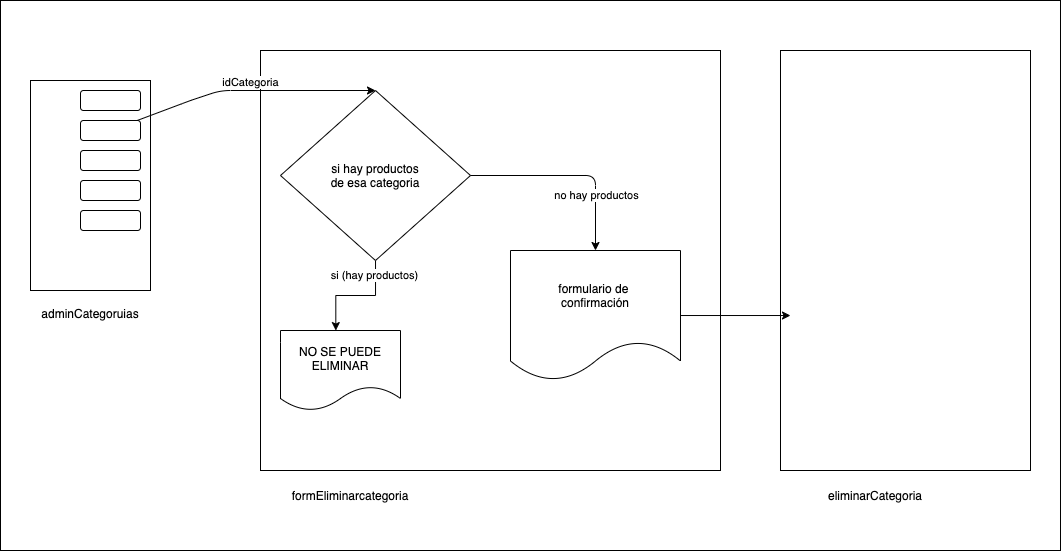 idCategoria
si hay productos
de esa categoria
no hay productos
si (hay productos)
formulario de
confirmación
adminCategoruias
NO SE PUEDE
ELIMINAR
formEliminarcategoria
eliminarCategoria